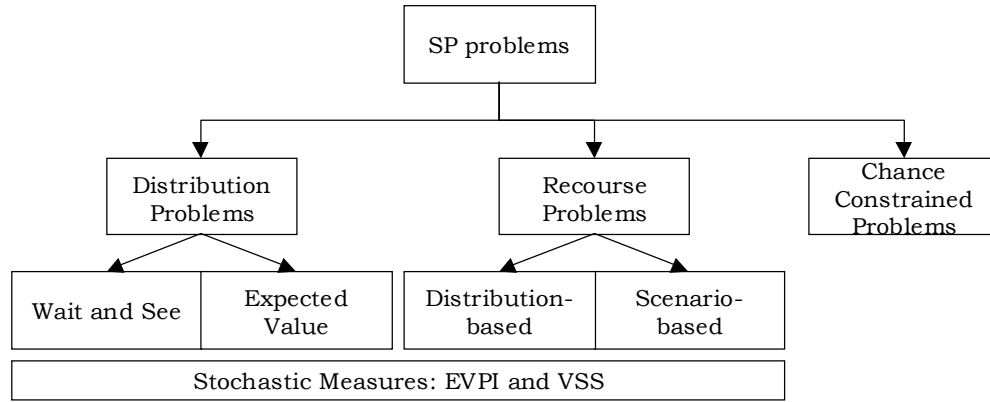 SP problems
Distribution
Problems
Recourse
Problems
Chance
Constrained
Problems
Wait and See
Expected
Value
Distribution-
based
Scenario-
based
Stochastic Measures: EVPI and VSS